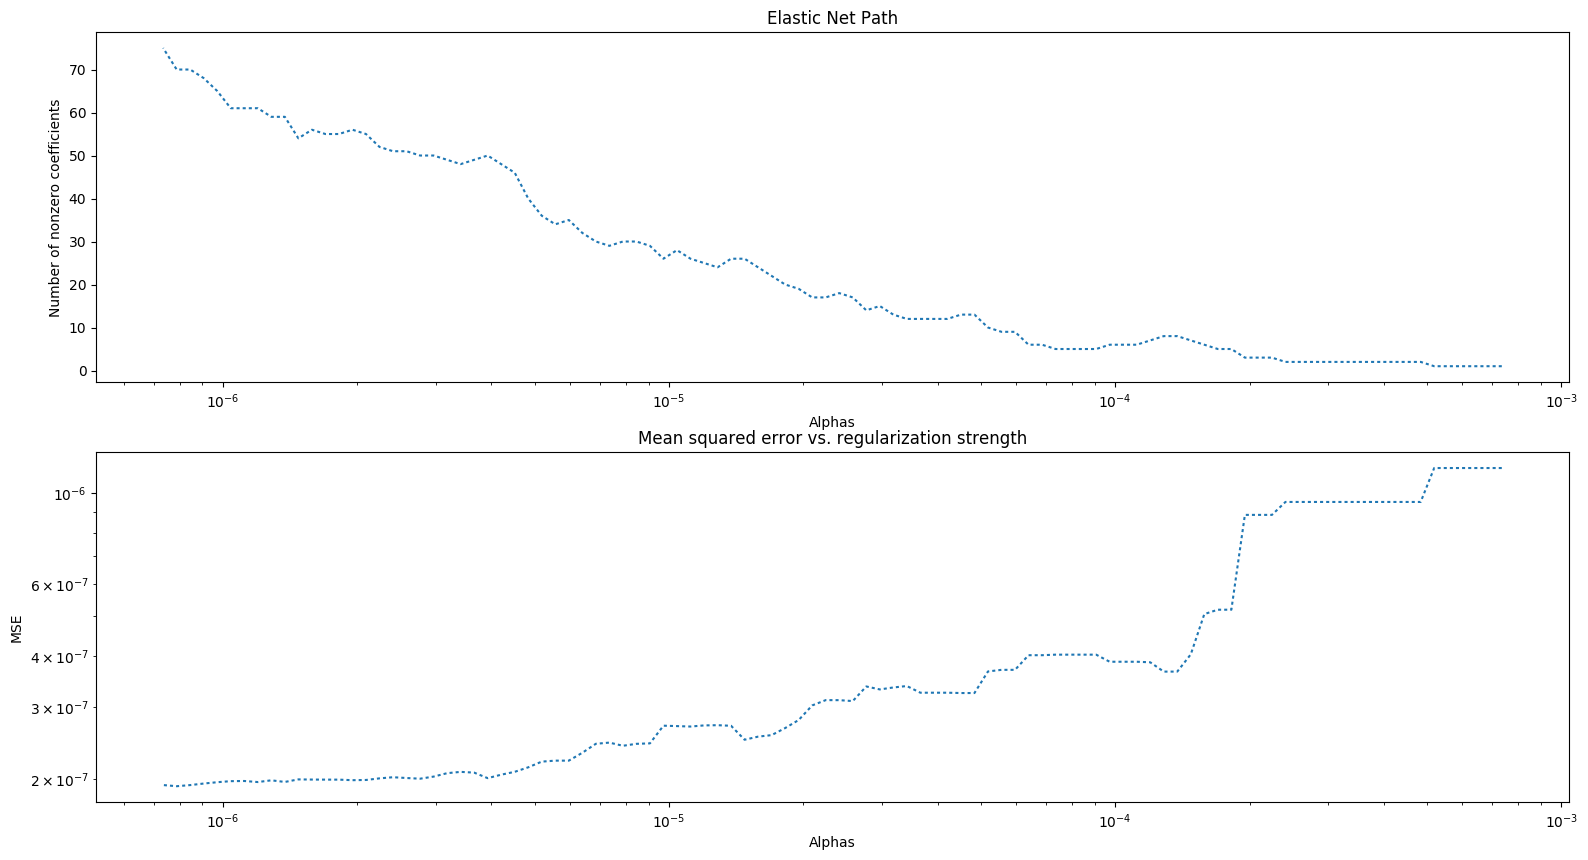 Elastic Net Path
Number of nonzero coefficients
70
60
50
40
30
20
10
0
10⁻⁶
10⁻⁵
10⁻⁴
10⁻³
Alphas
Mean squared error vs. regularization strength
MSE
10⁻⁶
6 × 10⁻⁷
4 × 10⁻⁷
3 × 10⁻⁷
2 × 10⁻⁷
10⁻⁶
10⁻⁵
10⁻⁴
10⁻³
Alphas